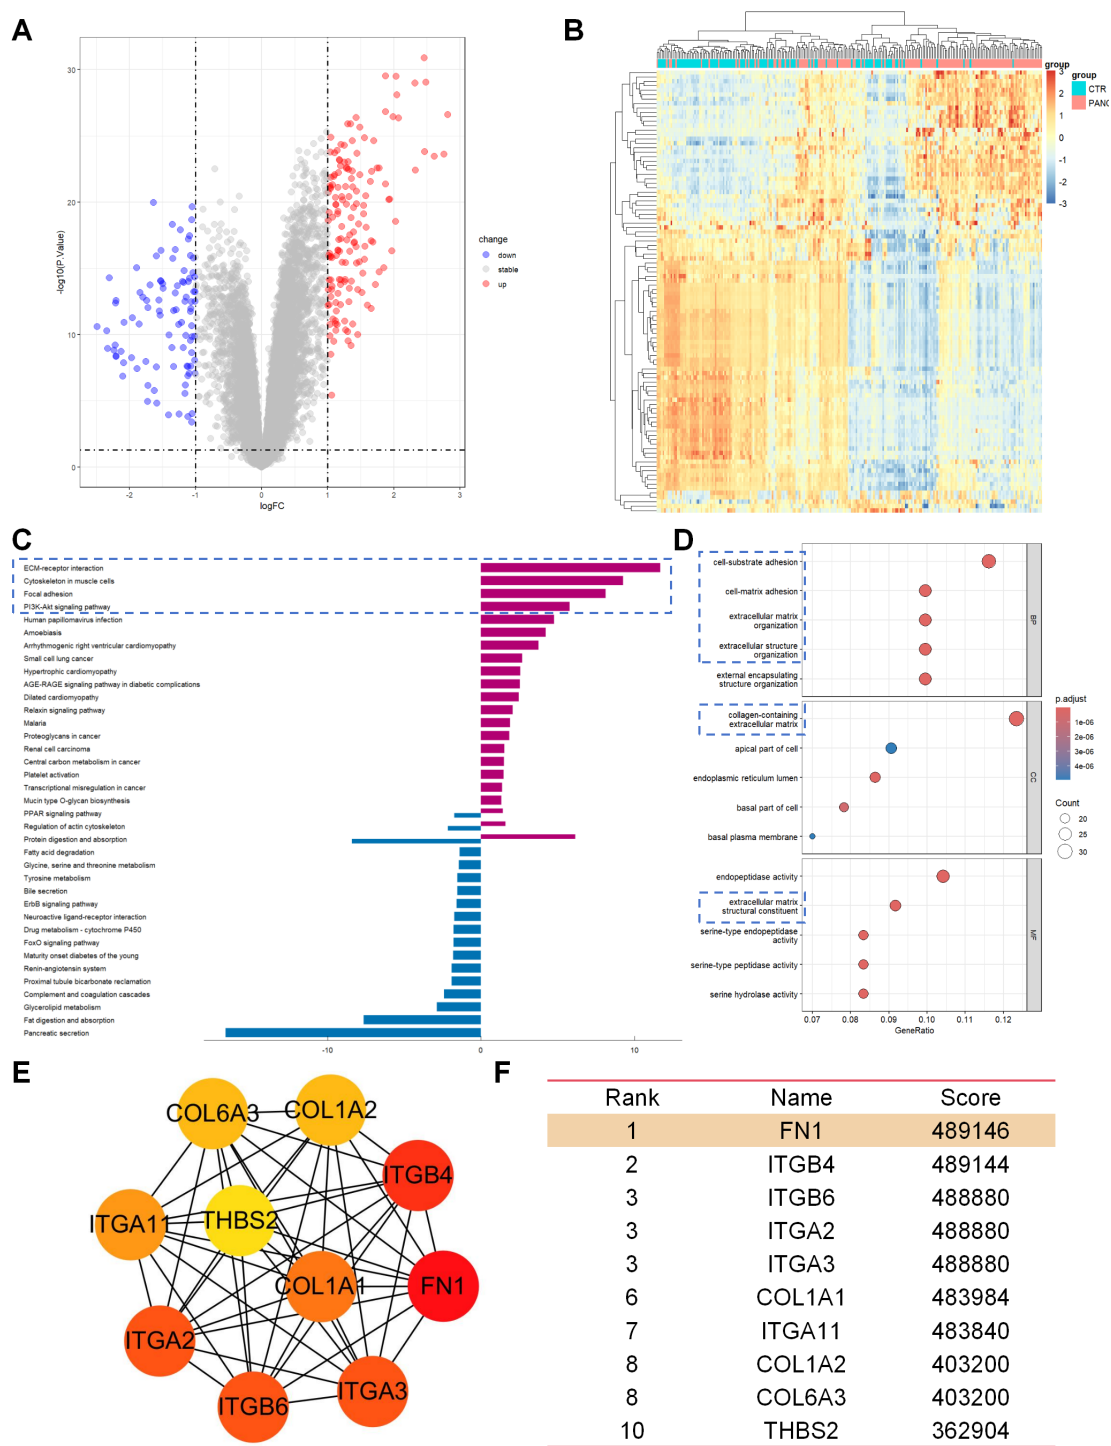 A
30
20
10
0
-2
-1
0
1
2
3
-log10(P.Value)
logFC
change
down
stable
up
B
group
3
2
1
0
-1
-2
-3
group
CTR
PANC
C
ECM-receptor interaction
Cytoskeleton in muscle cells
Focal adhesion
PI3K-Akt signaling pathway
Human papillomavirus infection
Amoebiasis
Arrhythmogenic right ventricular cardiomyopathy
Small cell lung cancer
Hypertrophic cardiomyopathy
AGE-RAGE signaling pathway in diabetic complications
Dilated cardiomyopathy
Relaxin signaling pathway
Malaria
Proteoglycans in cancer
Renal cell carcinoma
Central carbon metabolism in cancer
Platelet activation
Transcriptional misregulation in cancer
Mucin type O-glycan biosynthesis
PPAR signaling pathway
Regulation of actin cytoskeleton
Protein digestion and absorption
Fatty acid degradation
Glycine, serine and threonine metabolism
Tyrosine metabolism
Bile secretion
ErbB signaling pathway
Neuroactive ligand-receptor interaction
Drug metabolism - cytochrome P450
FoxO signaling pathway
Maturity onset diabetes of the young
Renin-angiotensin system
Proximal tubule bicarbonate reclamation
Complement and coagulation cascades
Glycerolipid metabolism
Fat digestion and absorption
Pancreatic secretion
-10
0
10
D
cell-substrate adhesion
cell-matrix adhesion
extracellular matrix
organization
extracellular structure
organization
external encapsulating
structure organization
BP
collagen-containing
extracellular matrix
apical part of cell
endoplasmic reticulum lumen
basal part of cell
basal plasma membrane
CC
endopeptidase activity
extracellular matrix
structural constituent
serine-type endopeptidase
activity
serine-type peptidase activity
serine hydrolase activity
MF
0.07
0.08
0.09
0.10
0.11
0.12
GeneRatio
p.adjust
1e-06
2e-06
3e-06
4e-06
Count
20
25
30
E
COL6A3
COL1A2
ITGB4
ITGA11
THBS2
COL1A1
FN1
ITGA2
ITGB6
ITGA3
F
Rank Name Score
1 FN1 489146
2 ITGB4 489144
3 ITGB6 488880
3 ITGA2 488880
3 ITGA3 488880
6 COL1A1 483984
7 ITGA11 483840
8 COL1A2 403200
8 COL6A3 403200
10 THBS2 362904